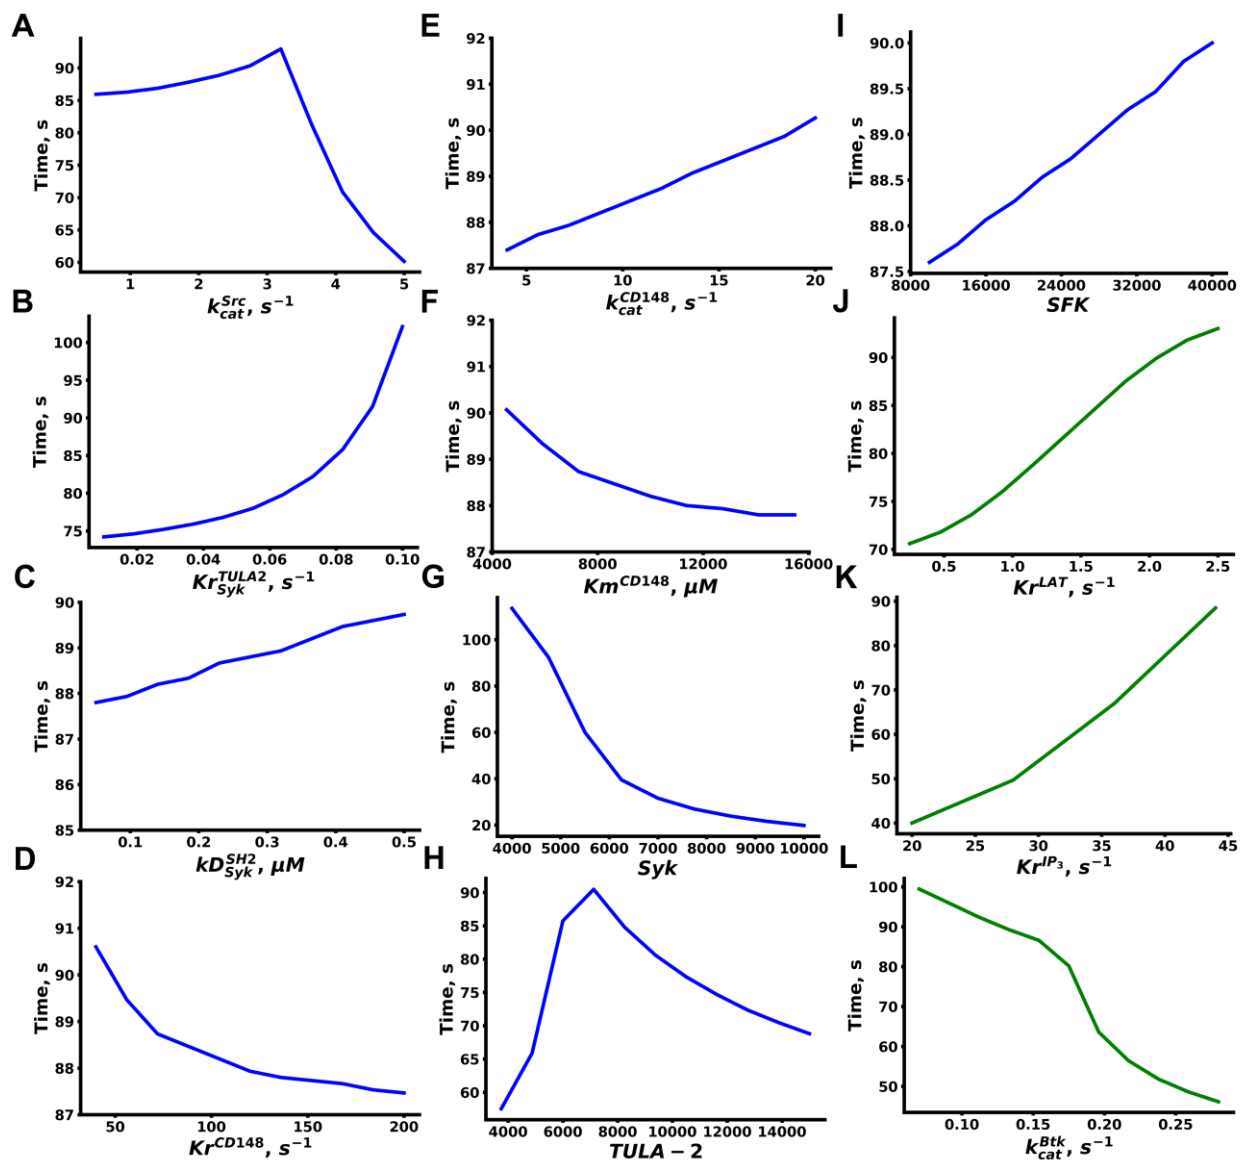 A
90
85
80
75
70
65
60
Time, s
1 2 3 4 5
k_cat^Src, s^−1
E
92
91
90
89
88
87
Time, s
5 10 15 20
k_cat^CD148, s^−1
I
90.0
89.5
89.0
88.5
88.0
87.5
Time, s
8000 16000 24000 32000 40000
SFK
B
100
95
90
85
80
75
Time, s
0.02 0.04 0.06 0.08 0.10
Kr_Syk^TULA2, s^−1
F
92
91
90
89
88
87
Time, s
4000 8000 12000 16000
Km^CD148, μM
J
90
85
80
75
70
Time, s
0.5 1.0 1.5 2.0 2.5
Kr^LAT, s^−1
C
90
89
88
87
86
85
Time, s
0.1 0.2 0.3 0.4 0.5
kD_Syk^SH2, μM
G
100
80
60
40
20
Time, s
4000 5000 6000 7000 8000 9000 10000
Syk
K
90
80
70
60
50
40
Time, s
20 25 30 35 40 45
Kr^IP_3, s^−1
D
92
91
90
89
88
87
Time, s
50 100 150 200
Kr^CD148, s^−1
H
90
85
80
75
70
65
60
Time, s
4000 6000 8000 10000 12000 14000
TULA − 2
L
100
90
80
70
60
50
Time, s
0.10 0.15 0.20 0.25
k_cat^Btk, s^−1